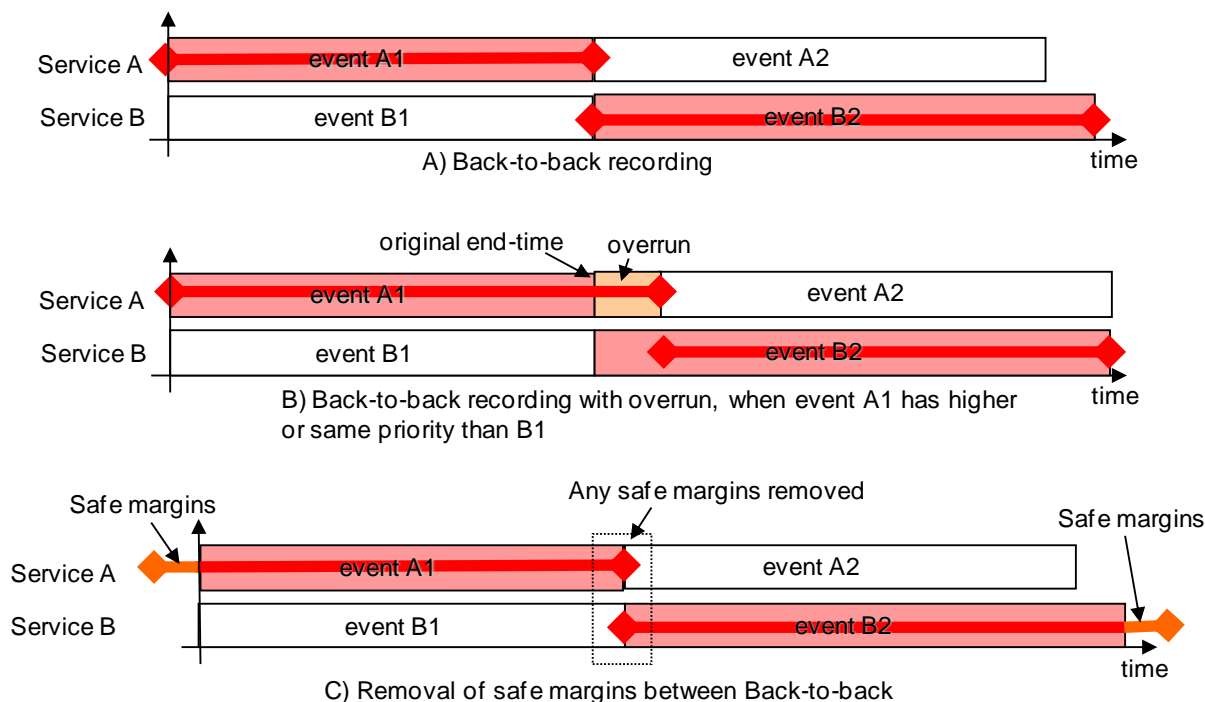 Service A
event A1
event A2
Service B
event B1
event B2
time
A) Back-to-back recording
original end-time
overrun
Service A
event A1
event A2
Service B
event B1
event B2
time
B) Back-to-back recording with overrun, when event A1 has higher
or same priority than B1
Safe margins
Any safe margins removed
Safe margins
Service A
event A1
event A2
Service B
event B1
event B2
time
C) Removal of safe margins between Back-to-back